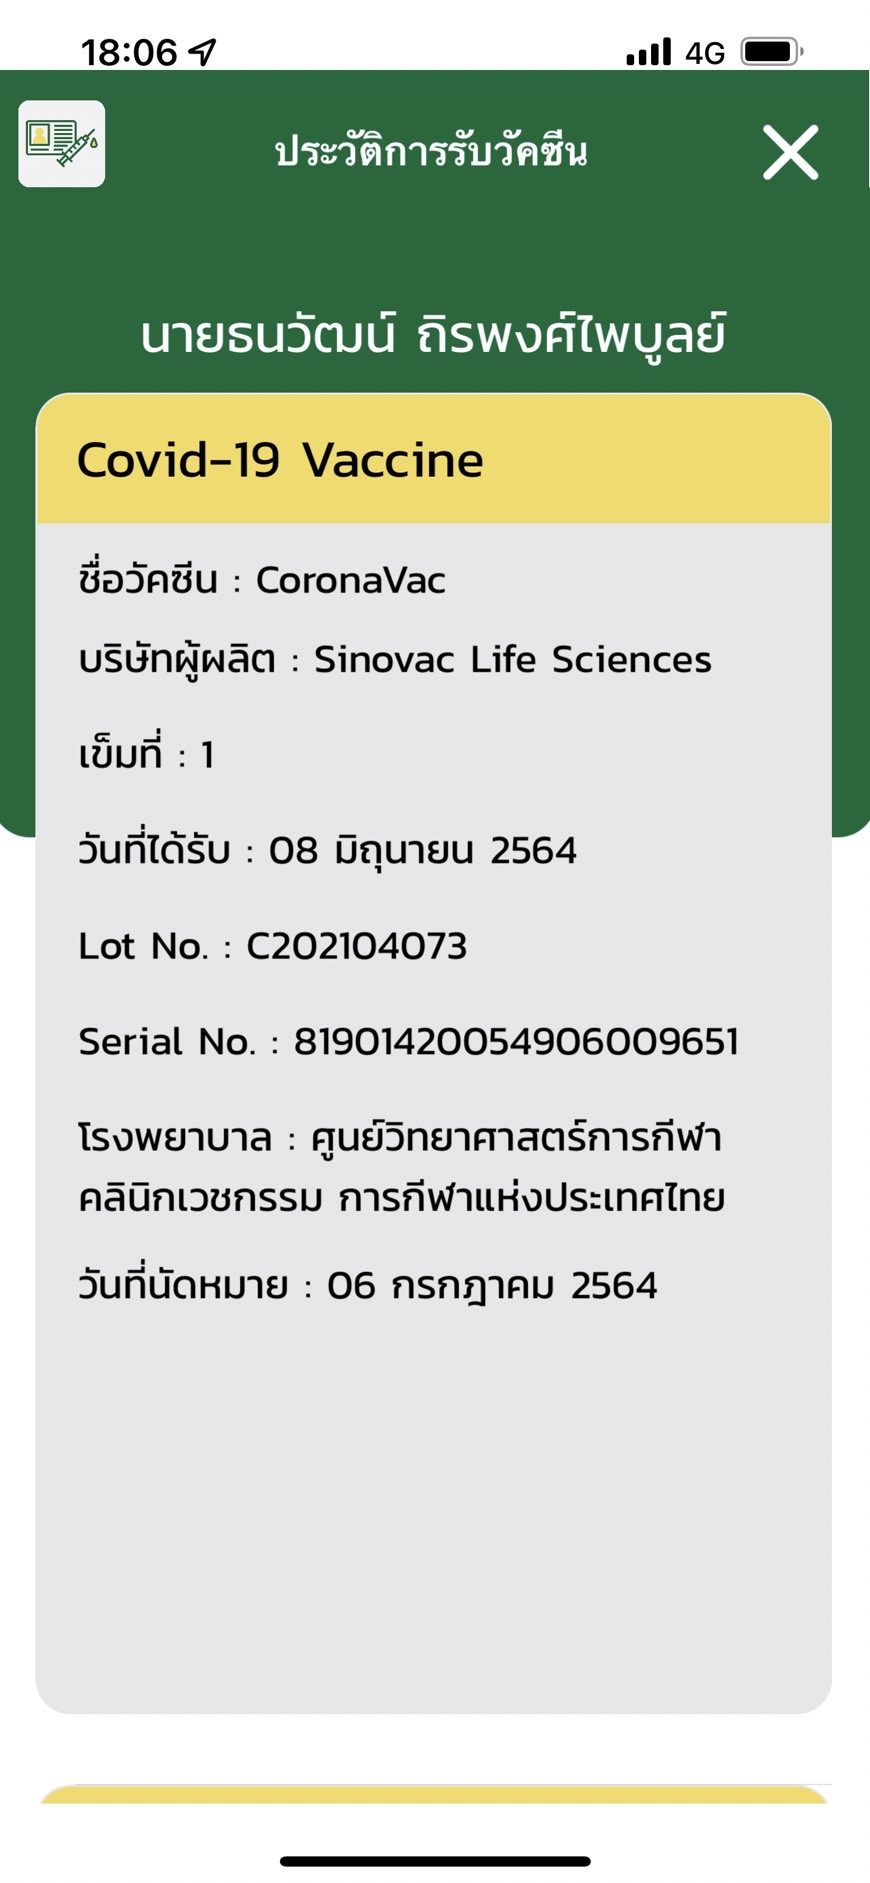 18:06 4G
ประวัติการรับวัคซีน
นายธนวัฒน์ ถิรพงศ์ไพบูลย์
Covid-19 Vaccine
ชื่อวัคซีน : CoronaVac
บริษัทผู้ผลิต : Sinovac Life Sciences
เข็มที่ : 1
วันที่ได้รับ : 08 มิถุนายน 2564
Lot No. : C202104073
Serial No. : 81901420054906009651
โรงพยาบาล : ศูนย์วิทยาศาสตร์การกีฬา
คลินิกเวชกรรม การกีฬาแห่งประเทศไทย
วันที่นัดหมาย : 06 กรกฎาคม 2564